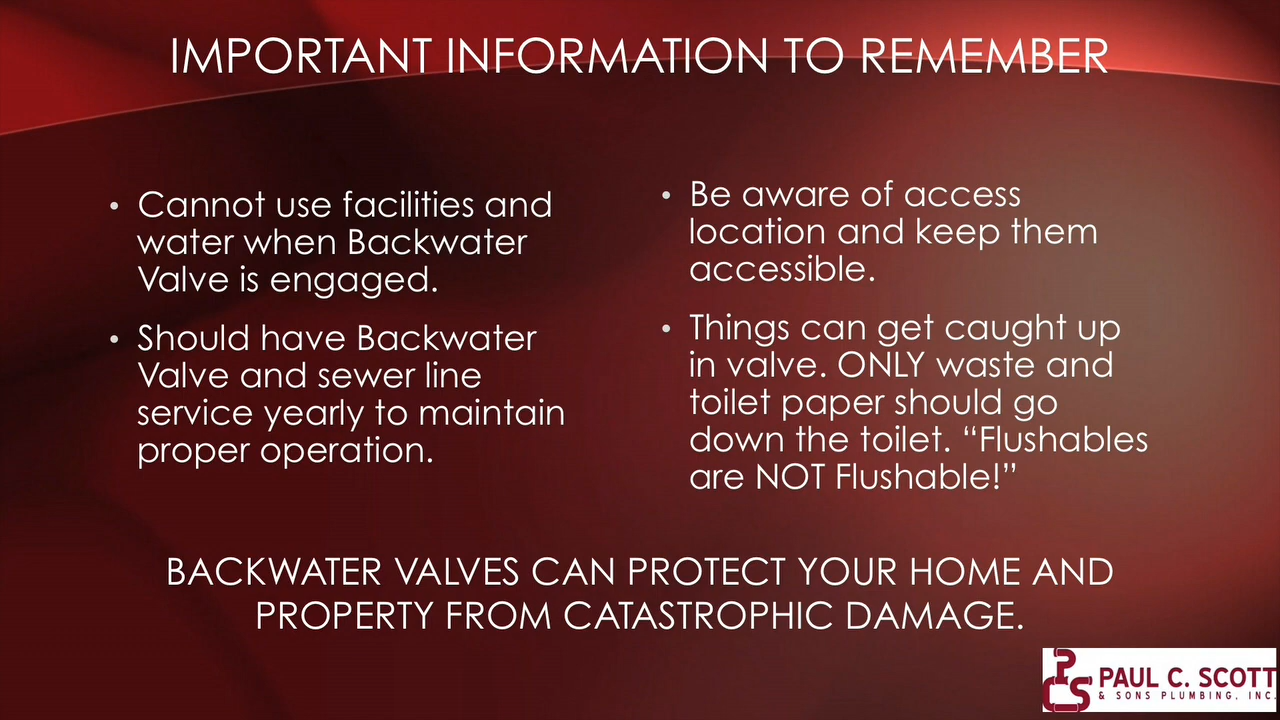 IMPORTANT INFORMATION TO REMEMBER
• Cannot use facilities and
water when Backwater
Valve is engaged.
• Should have Backwater
Valve and sewer line
service yearly to maintain
proper operation.
• Be aware of access
location and keep them
accessible.
• Things can get caught up
in valve. ONLY waste and
toilet paper should go
down the toilet. “Flushables
are NOT Flushable!”
BACKWATER VALVES CAN PROTECT YOUR HOME AND
PROPERTY FROM CATASTROPHIC DAMAGE.
PCS
PAUL C. SCOTT
& SONS PLUMBING, INC.